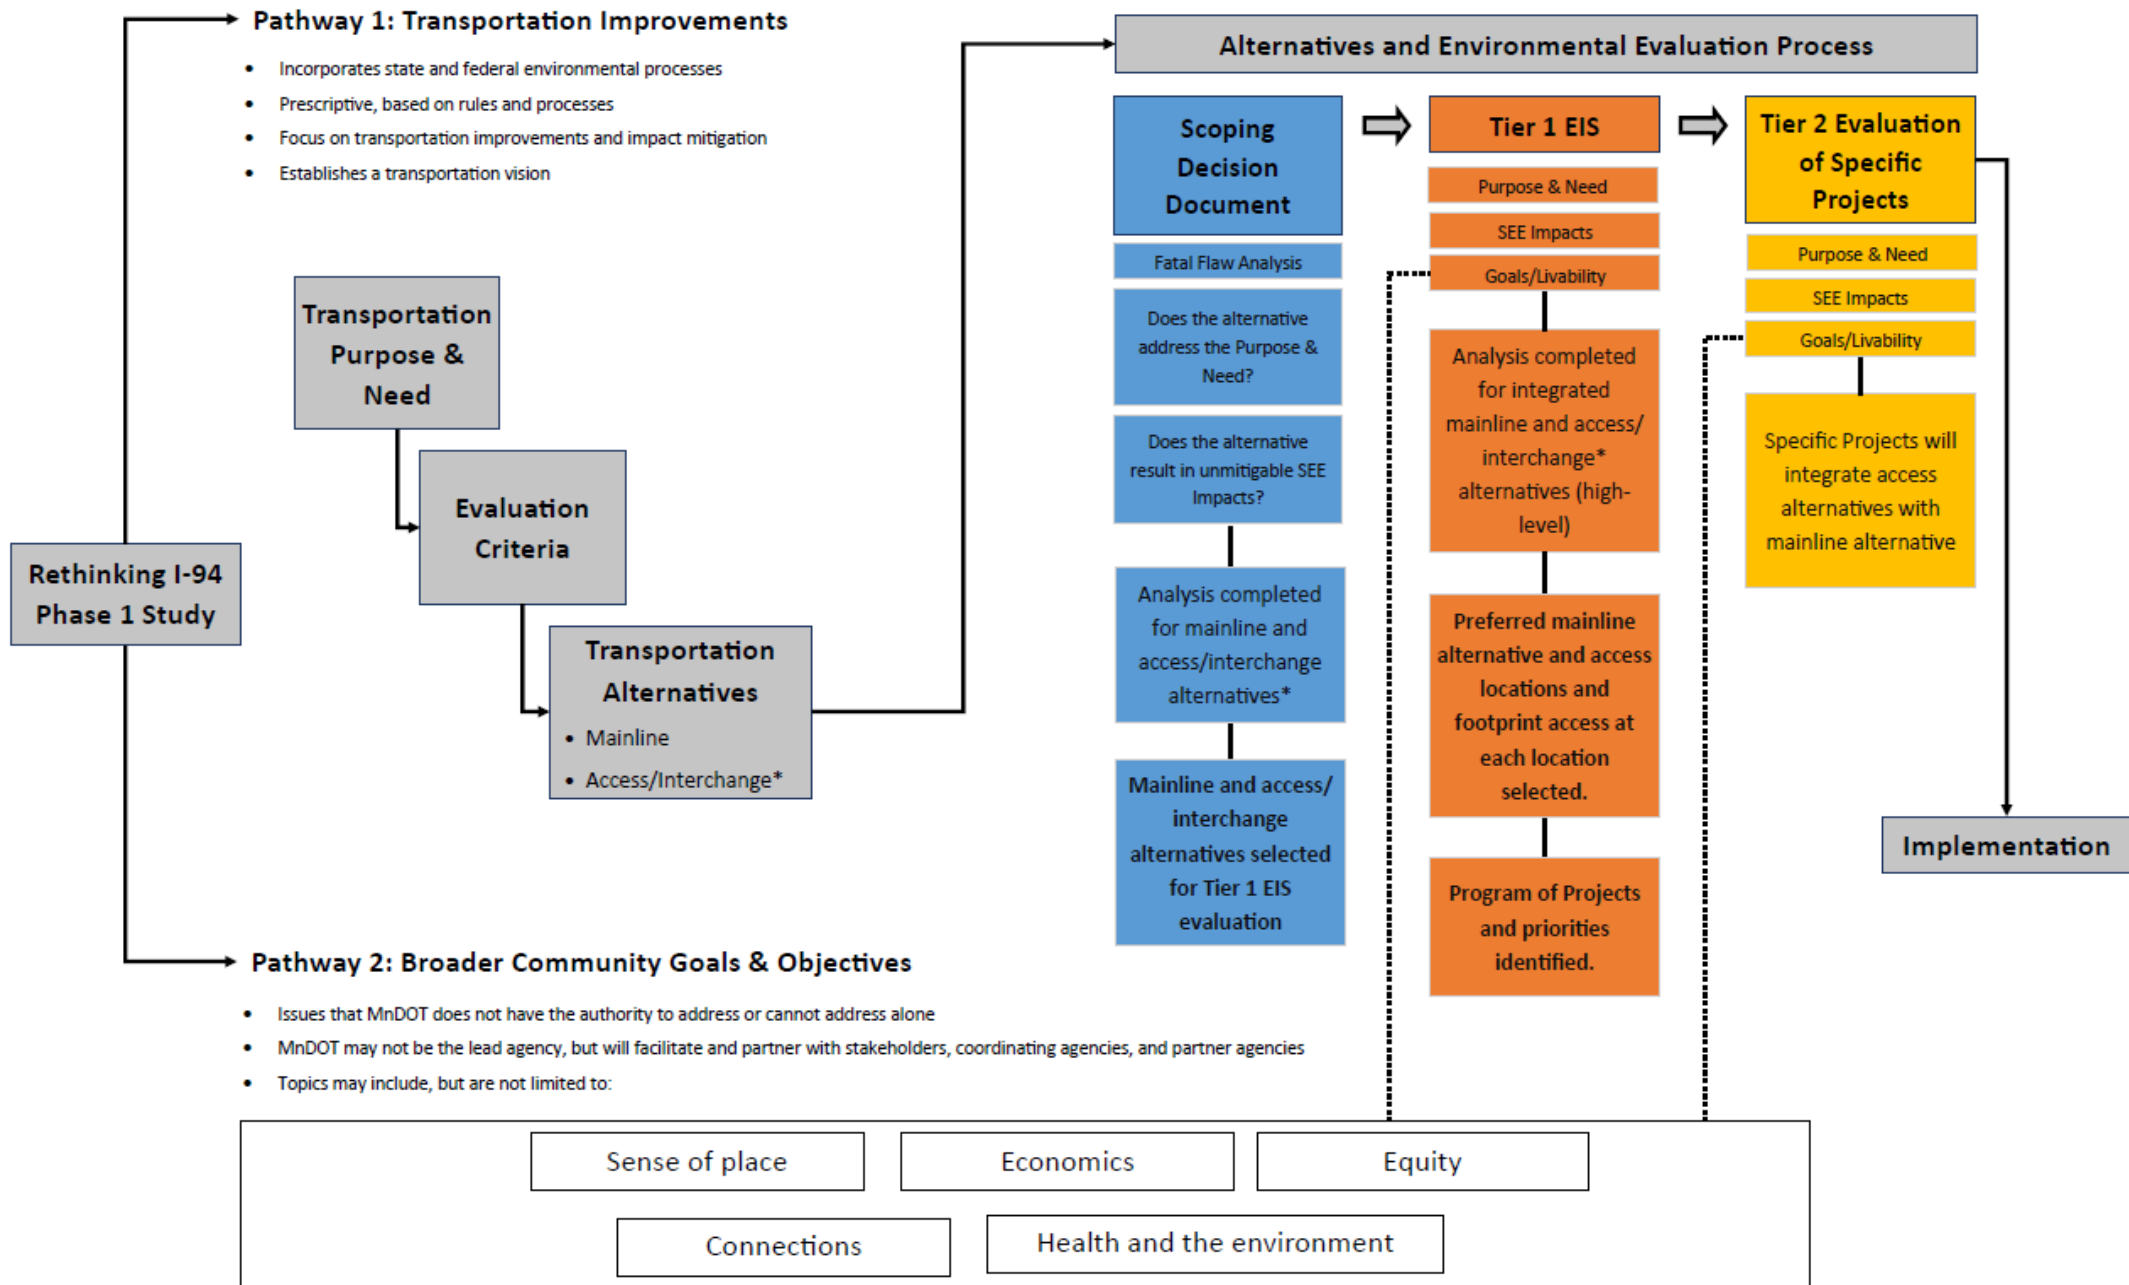 Pathway 1: Transportation Improvements
• Incorporates state and federal environmental processes
• Prescriptive, based on rules and processes
• Focus on transportation improvements and impact mitigation
• Establishes a transportation vision
Rethinking I-94
Phase 1 Study
Transportation
Purpose &
Need
Evaluation
Criteria
Transportation
Alternatives
• Mainline
• Access/Interchange*
Alternatives and Environmental Evaluation Process
Scoping
Decision
Document
Fatal Flaw Analysis
Does the alternative
address the Purpose &
Need?
Does the alternative
result in unmitigable SEE
Impacts?
Analysis completed
for mainline and
access/interchange
alternatives*
Mainline and access/
interchange
alternatives selected
for Tier 1 EIS
evaluation
Tier 1 EIS
Purpose & Need
SEE Impacts
Goals/Livability
Analysis completed
for integrated
mainline and access/
interchange*
alternatives (high-
level)
Preferred mainline
alternative and access
locations and
footprint access at
each location
selected.
Program of Projects
and priorities
identified.
Tier 2 Evaluation
of Specific
Projects
Purpose & Need
SEE Impacts
Goals/Livability
Specific Projects will
integrate access
alternatives with
mainline alternative
Implementation
Pathway 2: Broader Community Goals & Objectives
• Issues that MnDOT does not have the authority to address or cannot address alone
• MnDOT may not be the lead agency, but will facilitate and partner with stakeholders, coordinating agencies, and partner agencies
• Topics may include, but are not limited to:
Sense of place
Economics
Equity
Connections
Health and the environment